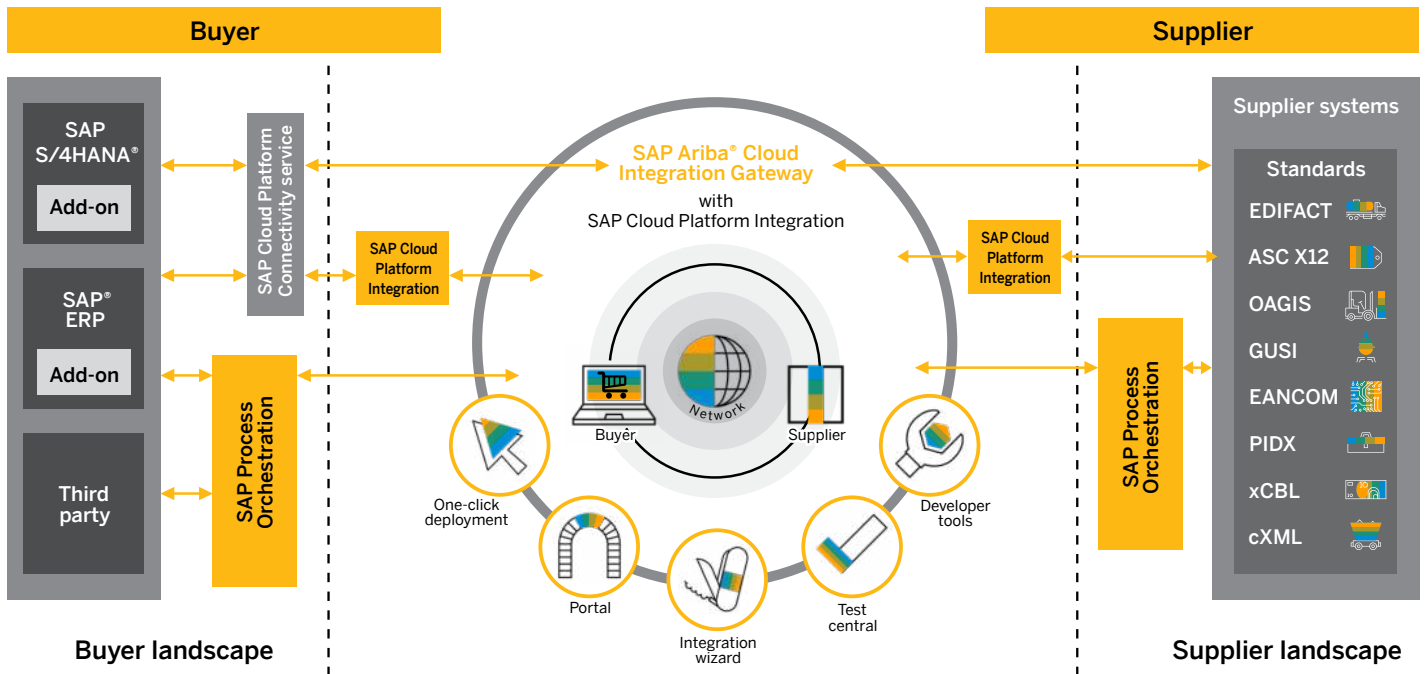 Buyer
Supplier
SAP
S/4HANA®
Add-on
SAP®
ERP
Add-on
Third
party
SAP Cloud Platform
Connectivity service
SAP Process
Orchestration
SAP Cloud
Platform
Integration
Buyer landscape
SAP Ariba® Cloud
Integration Gateway
with
SAP Cloud Platform Integration
Network
Buyer
Supplier
One-click
deployment
Portal
Integration
wizard
Test
central
Developer
tools
SAP Cloud
Platform
Integration
SAP Process
Orchestration
Supplier systems
Standards
EDIFACT
ASC X12
OAGIS
GUSI
EANCOM
PIDX
xCBL
cXML
Supplier landscape